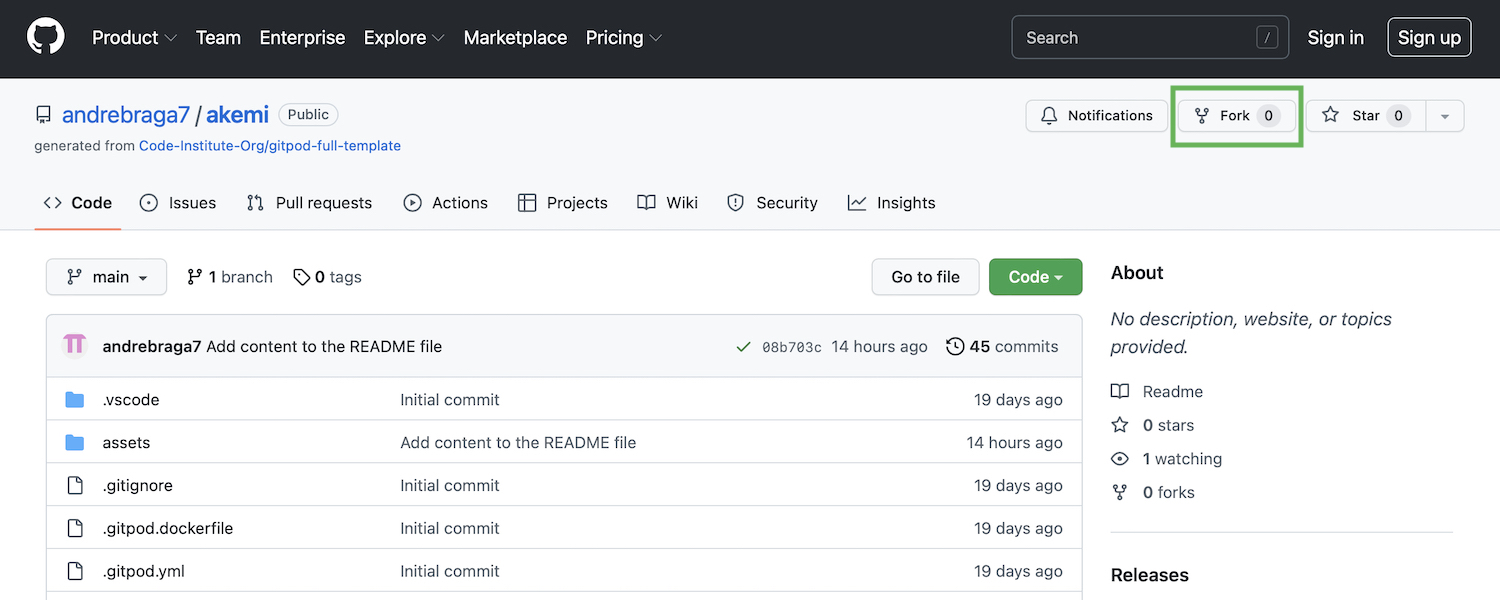 Product Team Enterprise Explore Marketplace Pricing Search / Sign in Sign up
andrebraga7 / akemi Public Notifications Fork 0 Star 0
generated from Code-Institute-Org/gitpod-full-template
Code Issues Pull requests Actions Projects Wiki Security Insights
main 1 branch 0 tags Go to file Code
andrebraga7 Add content to the README file 08b703c 14 hours ago 45 commits
.vscode Initial commit 19 days ago
assets Add content to the README file 14 hours ago
.gitignore Initial commit 19 days ago
.gitpod.dockerfile Initial commit 19 days ago
.gitpod.yml Initial commit 19 days ago
About
No description, website, or topics
provided.
Readme
0 stars
1 watching
0 forks
Releases